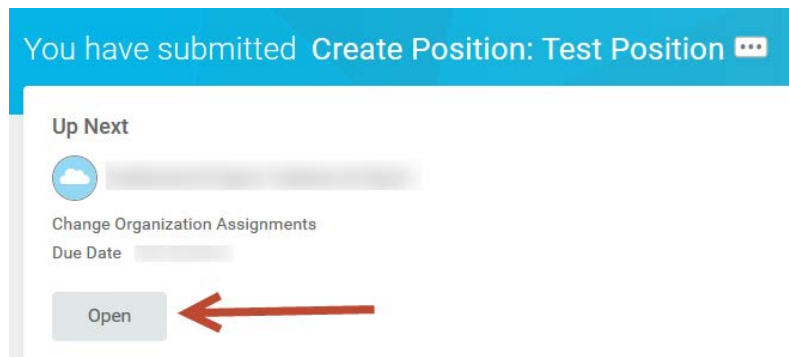 You have submitted Create Position: Test Position
Up Next
Change Organization Assignments
Due Date
Open